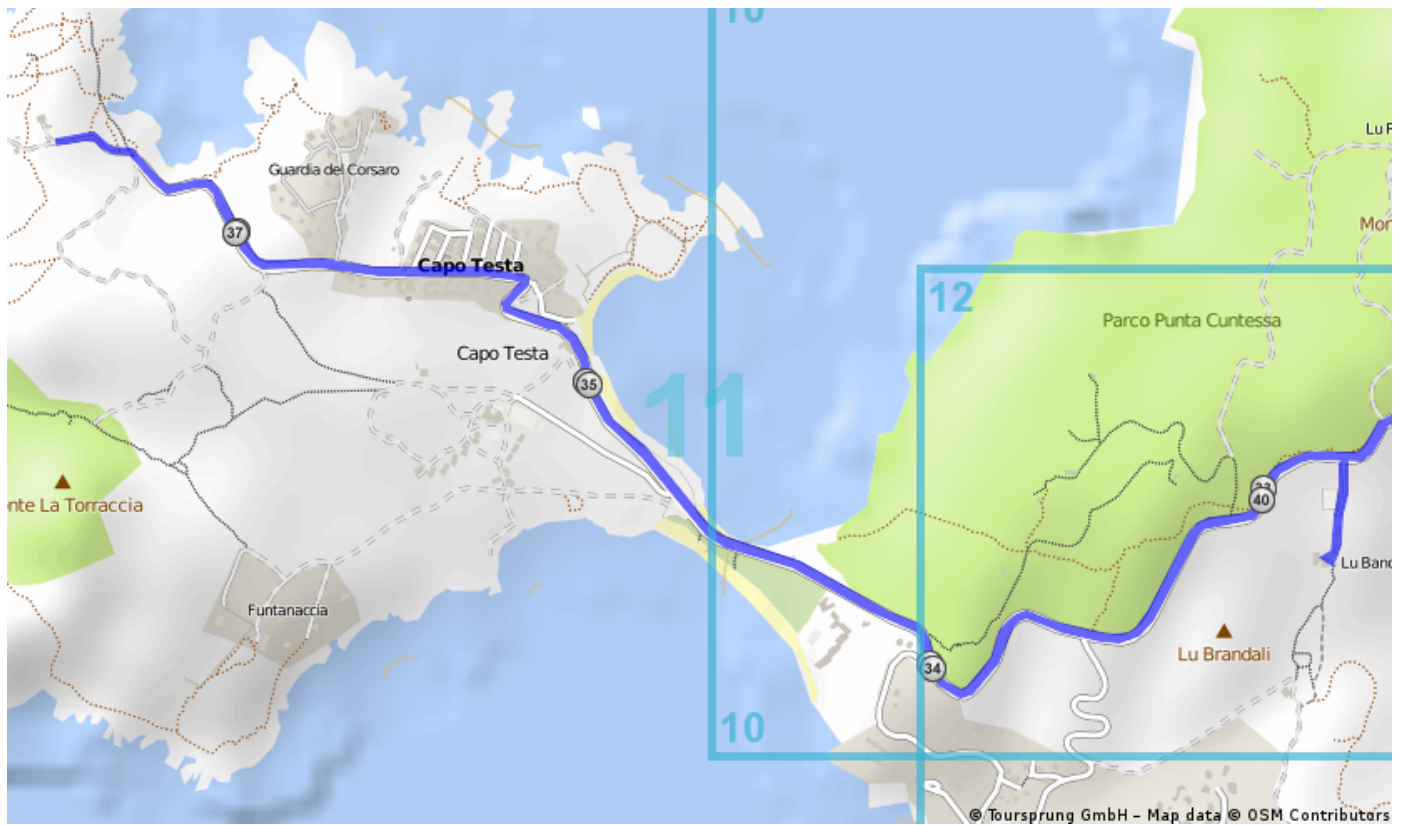 10
Lu F
Guardia del Corsaro
Mor
37
Capo Testa
12
Parco Punta Cuntessa
Capo Testa
35
11
nte La Torraccia
40
Lu Banc
Funtanaccia
Lu Brandali
34
10
© Toursprung GmbH – Map data © OSM Contributors